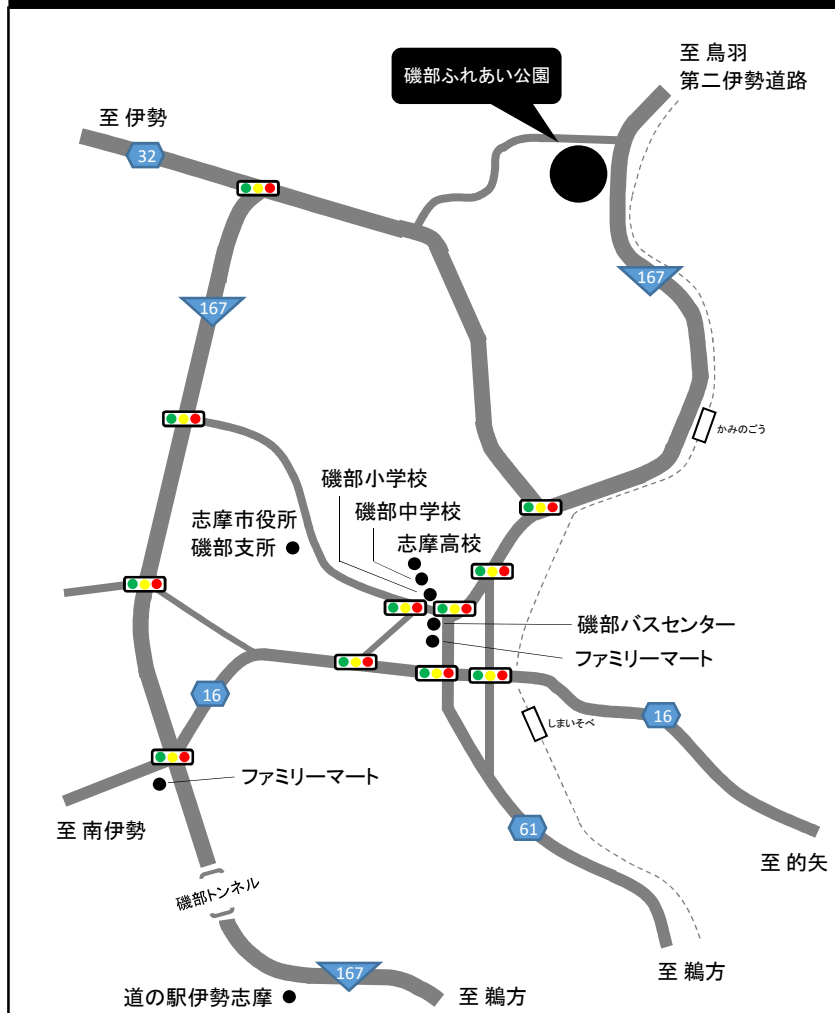 磯部ふれあい公園
至 鳥羽
第二伊勢道路
至 伊勢
32
167
167
かみのごう
磯部小学校
磯部中学校
志摩高校
志摩市役所
磯部支所
磯部バスセンター
ファミリーマート
16
しまいそべ
16
ファミリーマート
至 南伊勢
61
至 的矢
磯部トンネル
167
至 鵜方
道の駅伊勢志摩
至 鵜方